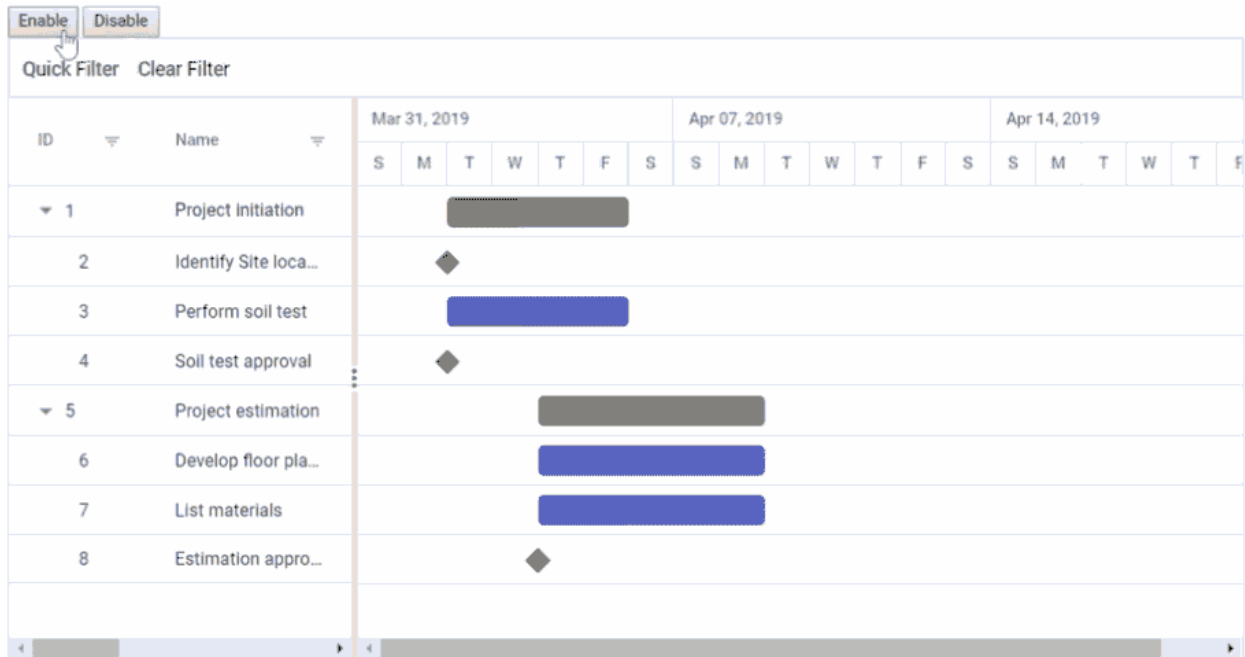 Enable Disable
Quick Filter Clear Filter
ID Name Mar 31, 2019 Apr 07, 2019 Apr 14, 2019
S M T W T F S S M T W T F S S M T W T F
1 Project initiation
2 Identify Site loca...
3 Perform soil test
4 Soil test approval
5 Project estimation
6 Develop floor pla...
7 List materials
8 Estimation appro...